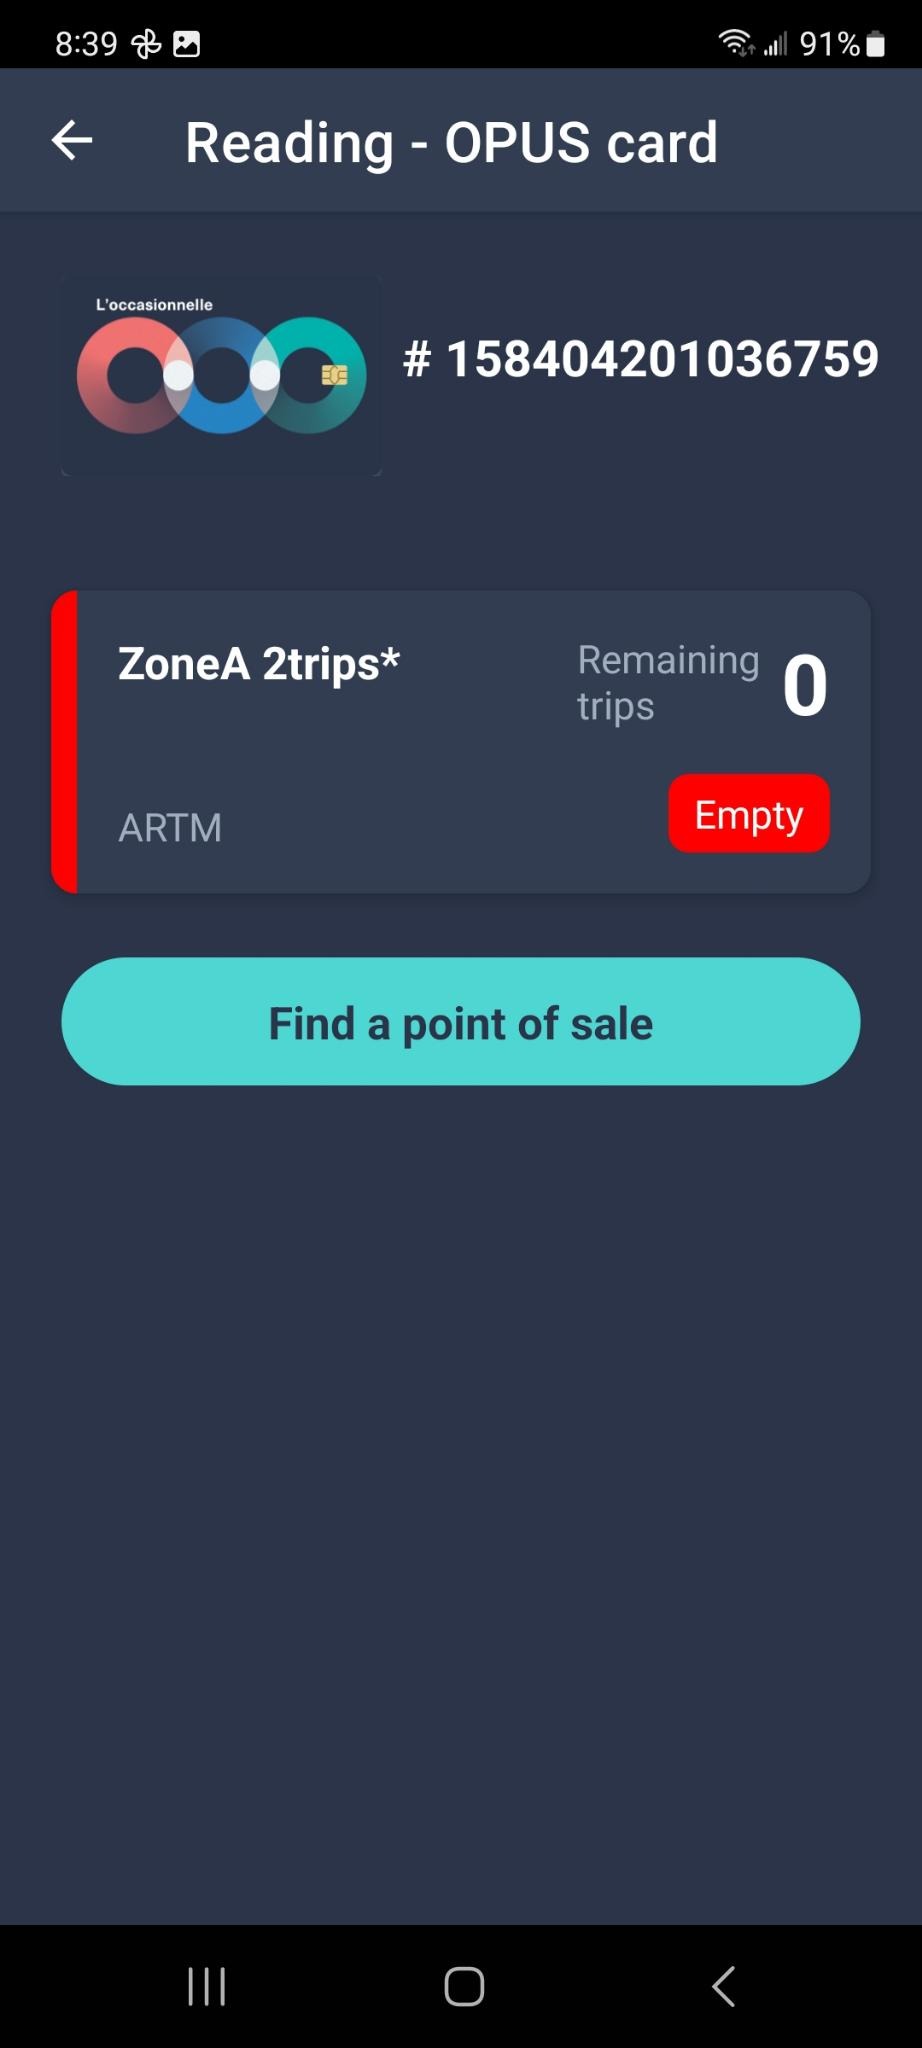 8:39
91%
Reading - OPUS card
L'occasionnelle
# 158404201036759
ZoneA 2trips*
Remaining
trips
0
ARTM
Empty
Find a point of sale